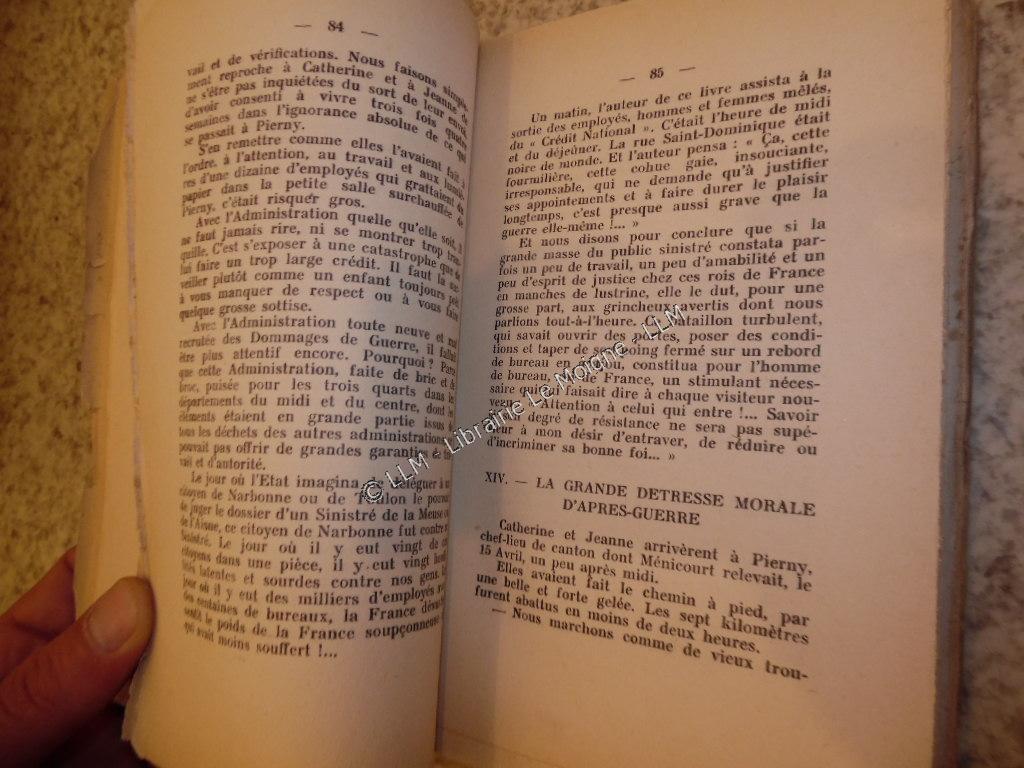 — 84 —
vail et de vérifications. Nous faisons simple-
ment reproche à Catherine et à Jeanne de
ne s'être pas inquiétées du sort de leur envoi,
d'avoir consenti à vivre trois fois quatre
semaines dans l'ignorance absolue de ce qui
se passait à Pierny.
S'en remettre comme elles l'avaient fait, à
l'ordre, à l'attention, au travail et aux lumiè-
res d'une dizaine d'employés qui grattaient du
papier dans la petite salle surchauffée de
Pierny, c'était risquer gros.
Avec l'Administration quelle qu'elle soit, il
ne faut jamais rire, ni se montrer trop tran-
quille. C'est s'exposer à une catastrophe que de
lui faire un trop large crédit. Il faut la sur-
veiller plutôt comme un enfant toujours prêt
à vous manquer de respect ou à vous faire
quelque grosse sottise.
Avec l'Administration toute neuve et mal
recrutée des Dommages de Guerre, il fallait
être plus attentif encore. Pourquoi ? Parce
que cette Administration, faite de bric et de
broc, puisée pour les trois quarts dans les
départements du midi et du centre, dont les
éléments étaient en grande partie issus de
tous les déchets des autres administrations, ne
pouvait pas offrir de grandes garanties de tra-
vail et d'autorité.
Le jour où l'Etat imagina de déléguer à un
citoyen de Narbonne ou de Toulon le pouvoir
de juger le dossier d'un Sinistré de la Meuse ou
de l'Aisne, ce citoyen de Narbonne fut contre le
Sinistré. Le jour où il y eut vingt de ces
citoyens dans une pièce, il y eut vingt
latentes et sourdes contre nos gens. Le
jour où il y eut des milliers d'employés
des centaines de bureaux, la France
le poids de la France soupçonneuse
qui avait moins souffert !...
— 85 —
Un matin, l'auteur de ce livre assista à la
sortie des employés, hommes et femmes mêlés,
du « Crédit National ». C'était l'heure de midi
et du déjeûner. La rue Saint-Dominique était
noire de monde. Et l'auteur pensa : « Ça, cette
fourmilière, cette cohue gaie, insouciante,
irresponsable, qui ne demande qu'à justifier
ses appointements et à faire durer le plaisir
longtemps, c'est presque aussi grave que la
guerre elle-même !... »
Et nous disons pour conclure que si la
grande masse du public sinistré constata par-
fois un peu de travail, un peu d'amabilité et un
peu d'esprit de justice chez ces rois de France
en manches de lustrine, elle le dut, pour une
grosse part, aux grincheux avertis dont nous
parlions tout-à-l'heure. Ce bataillon turbulent,
qui savait ouvrir des portes, poser des condi-
tions et taper de son poing fermé sur un rebord
de bureau en , constitua pour l'homme
de bureau, de France, un stimulant néces-
saire qui faisait dire à chaque visiteur nou-
veau : « Attention à celui qui entre !... Savoir
si son degré de résistance ne sera pas supé-
rieur à mon désir d'entraver, de réduire ou
d'incriminer sa bonne foi... »
XIV. — LA GRANDE DETRESSE MORALE
D'APRES-GUERRE
Catherine et Jeanne arrivèrent à Pierny,
chef-lieu de canton dont Ménicourt relevait, le
15 Avril, un peu après midi.
Elles avaient fait le chemin à pied, par
une belle et forte gelée. Les sept kilomètres
furent abattus en moins de deux heures.
— Nous marchons comme de vieux trou-
© LLM - Librairie Le Morgne - LLM